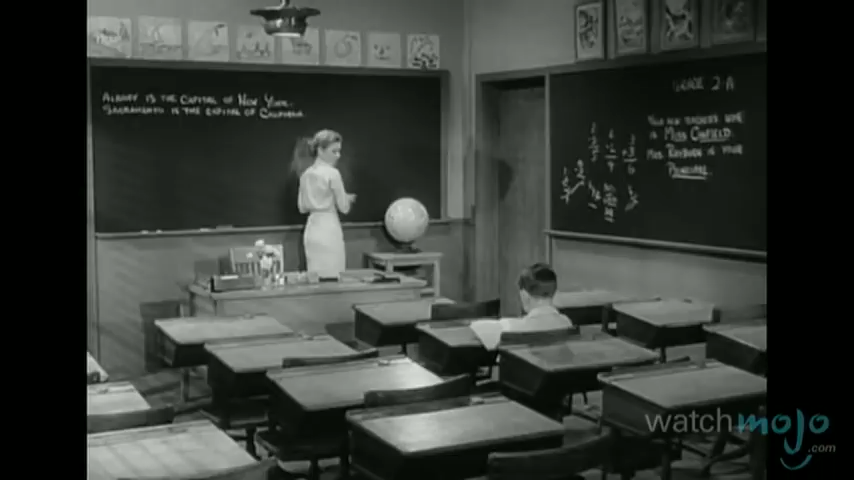 ALBANY IS THE CAPITAL OF NEW YORK.
SACRAMENTO IS THE CAPITAL OF CALIFORNIA.
GRADE 2A
YOUR NEW TEACHER'S NAME
IS MISS CANFIELD.
MRS. RAYBURN IS YOUR
PRINCIPAL.
watchmojo
.com